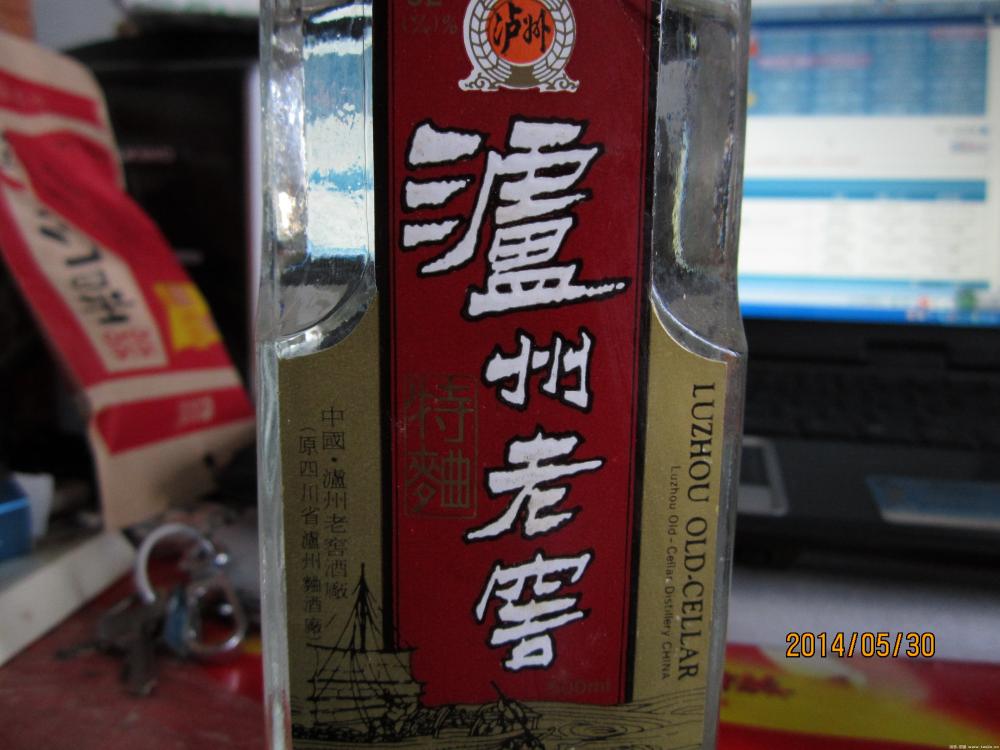 泸州
瀘州老窖
特麯
中國·瀘州老窖酒廠
(原四川省瀘州麯酒廠)
LUZHOU OLD-CELLAR
Luzhou Old-Cellar Distillery CHINA
500ml
2014/05/30